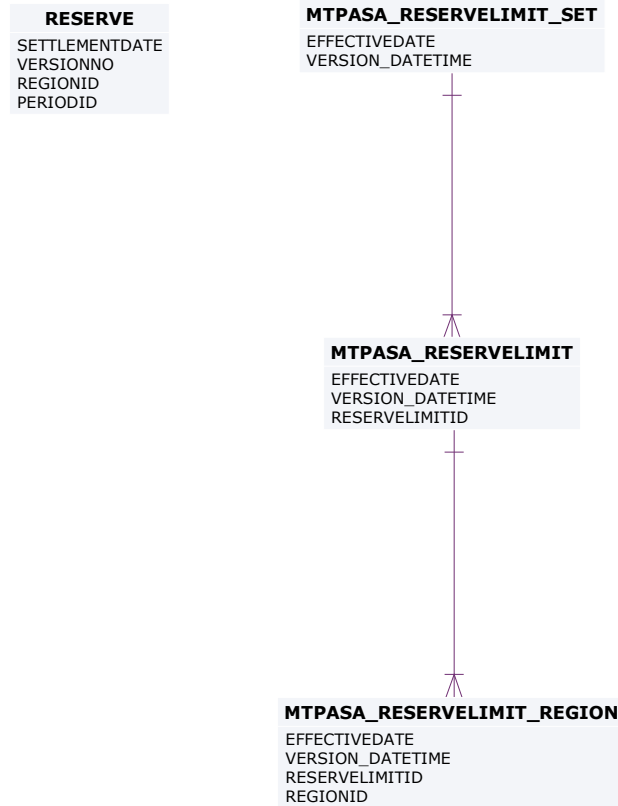 RESERVE
SETTLEMENTDATE
VERSIONNO
REGIONID
PERIODID
MTPASA_RESERVELIMIT_SET
EFFECTIVEDATE
VERSION_DATETIME
MTPASA_RESERVELIMIT
EFFECTIVEDATE
VERSION_DATETIME
RESERVELIMITID
MTPASA_RESERVELIMIT_REGION
EFFECTIVEDATE
VERSION_DATETIME
RESERVELIMITID
REGIONID